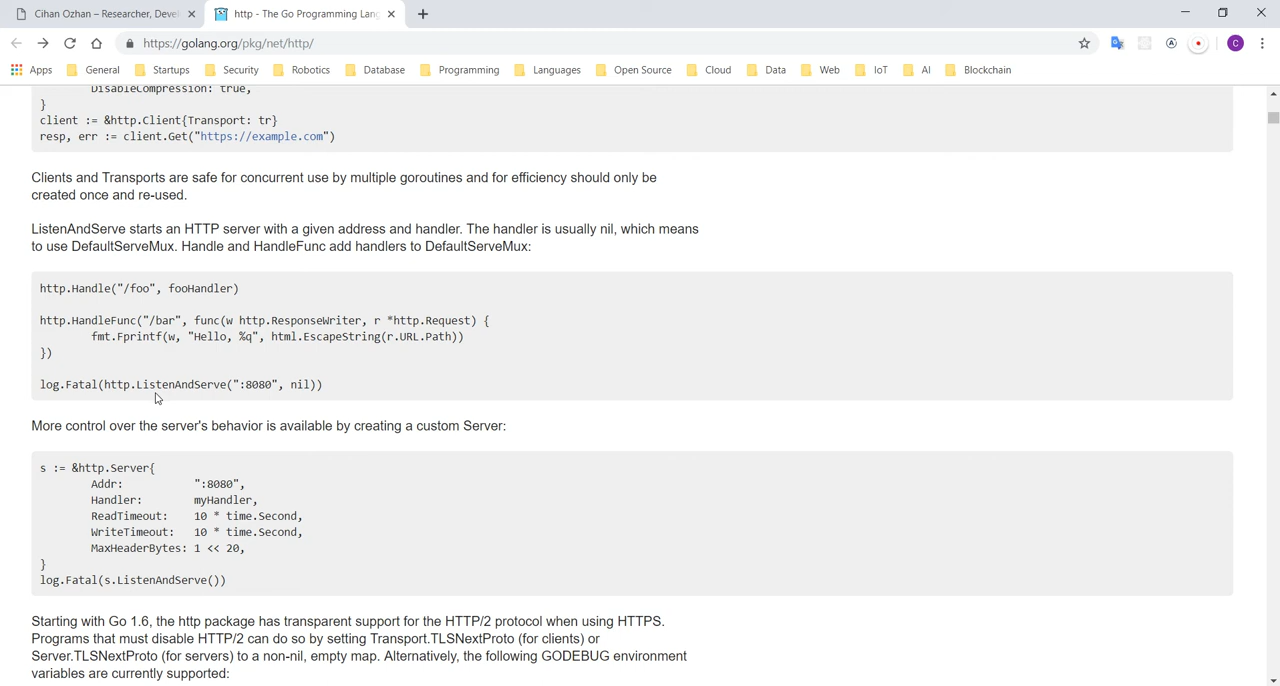 Cihan Ozhan – Researcher, Devel
http - The Go Programming Lang
https://golang.org/pkg/net/http/
Apps General Startups Security Robotics Database Programming Languages Open Source Cloud Data Web IoT AI Blockchain
DisableCompression: true,
}
client := &http.Client{Transport: tr}
resp, err := client.Get("https://example.com")
Clients and Transports are safe for concurrent use by multiple goroutines and for efficiency should only be
created once and re-used.
ListenAndServe starts an HTTP server with a given address and handler. The handler is usually nil, which means
to use DefaultServeMux. Handle and HandleFunc add handlers to DefaultServeMux:
http.Handle("/foo", fooHandler)
http.HandleFunc("/bar", func(w http.ResponseWriter, r *http.Request) {
fmt.Fprintf(w, "Hello, %q", html.EscapeString(r.URL.Path))
})
log.Fatal(http.ListenAndServe(":8080", nil))
More control over the server's behavior is available by creating a custom Server:
s := &http.Server{
Addr: ":8080",
Handler: myHandler,
ReadTimeout: 10 * time.Second,
WriteTimeout: 10 * time.Second,
MaxHeaderBytes: 1 << 20,
}
log.Fatal(s.ListenAndServe())
Starting with Go 1.6, the http package has transparent support for the HTTP/2 protocol when using HTTPS.
Programs that must disable HTTP/2 can do so by setting Transport.TLSNextProto (for clients) or
Server.TLSNextProto (for servers) to a non-nil, empty map. Alternatively, the following GODEBUG environment
variables are currently supported: